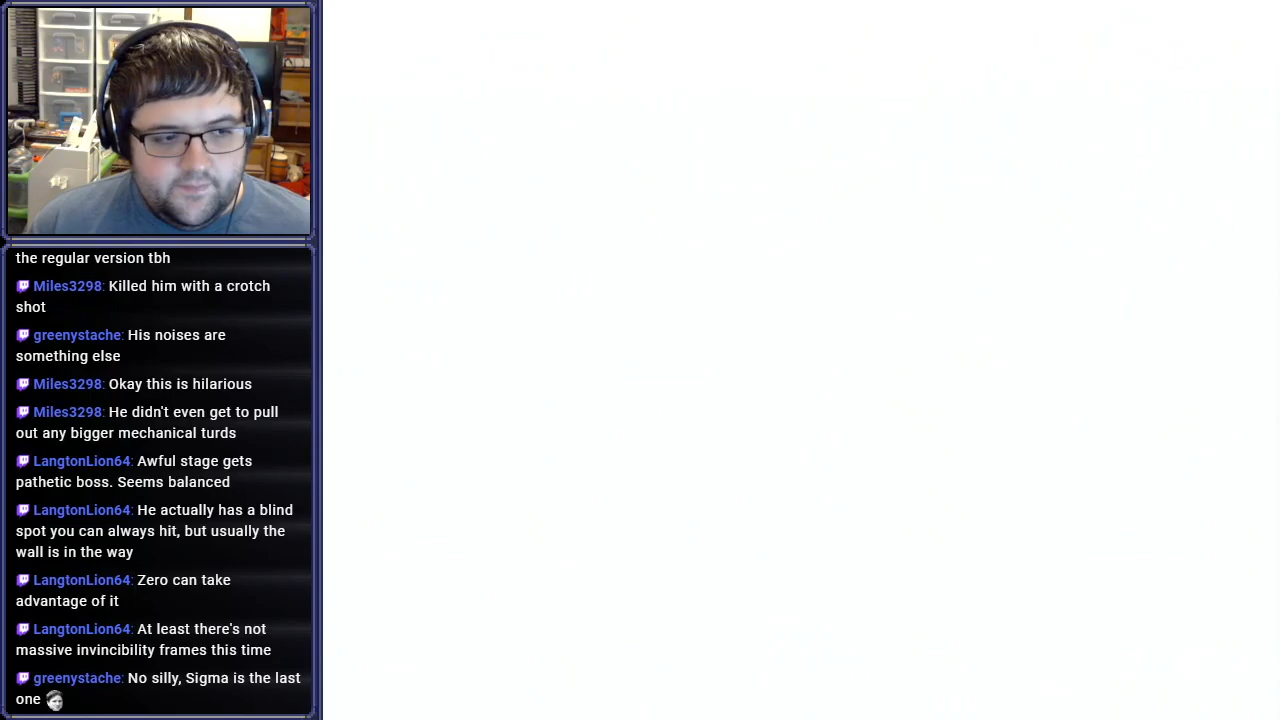 the regular version tbh
Miles3298: Killed him with a crotch
shot
greenystache: His noises are
something else
Miles3298: Okay this is hilarious
Miles3298: He didn't even get to pull
out any bigger mechanical turds
LangtonLion64: Awful stage gets
pathetic boss. Seems balanced
LangtonLion64: He actually has a blind
spot you can always hit, but usually the
wall is in the way
LangtonLion64: Zero can take
advantage of it
LangtonLion64: At least there's not
massive invincibility frames this time
greenystache: No silly, Sigma is the last
one